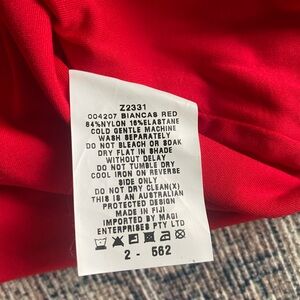 Z2331
004207 BIANCAS RED
84%NYLON 16%ELASTANE
COLD GENTLE MACHINE
WASH SEPARATELY
DO NOT BLEACH OR SOAK
DRY FLAT IN SHADE
WITHOUT DELAY
DO NOT TUMBLE DRY
COOL IRON ON REVERSE
SIDE ONLY
DO NOT DRY CLEAN(X)
THIS IS AN AUSTRALIAN
PROTECTED DESIGN
MADE IN FIJI
IMPORTED BY MAGI
ENTERPRISES PTY LTD
2 - 562